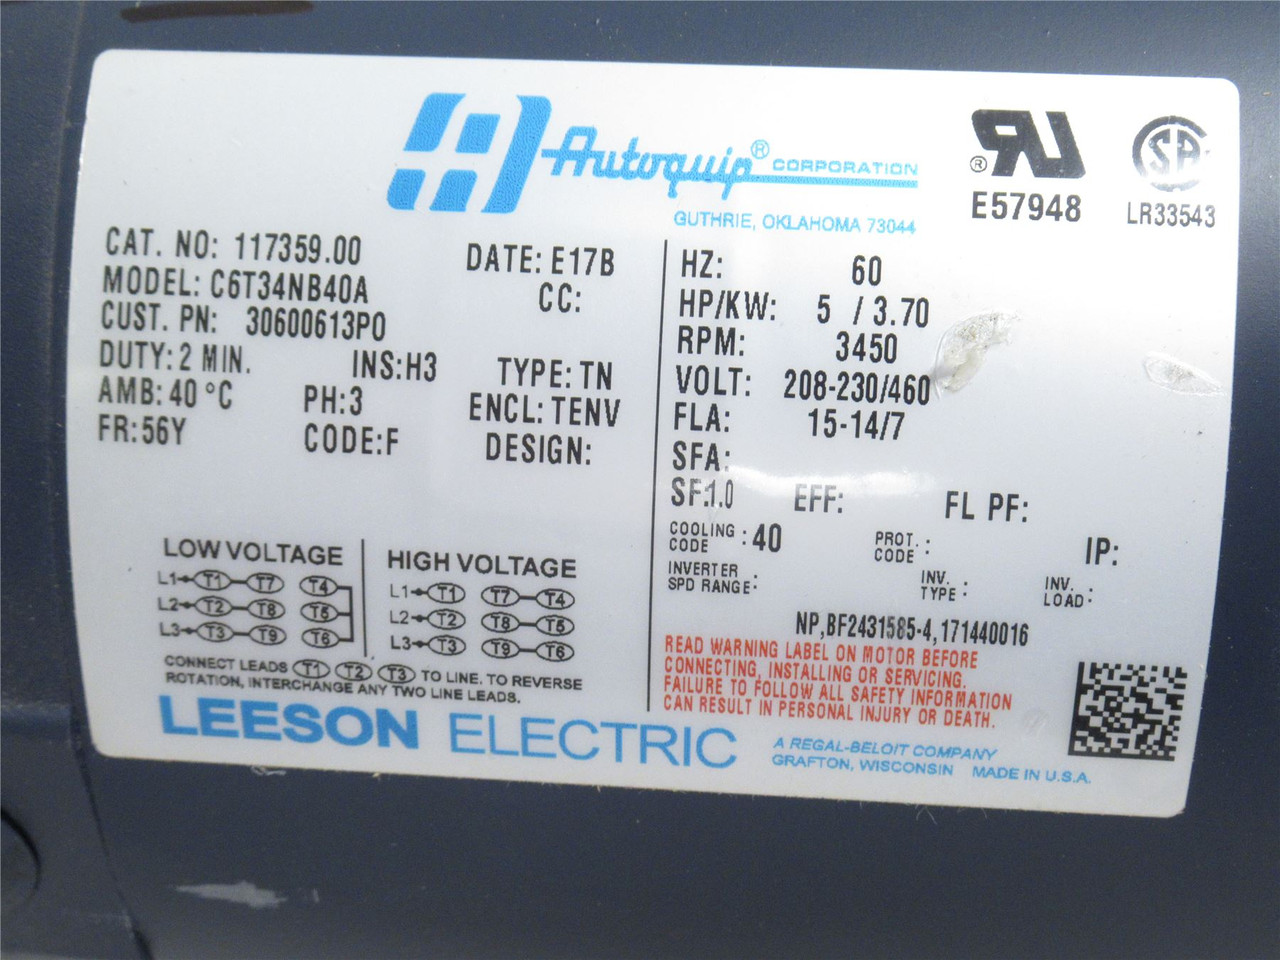 Autoquip® CORPORATION
GUTHRIE, OKLAHOMA 73044
® RU
E57948
SA
LR33543
CAT. NO: 117359.00
DATE: E17B
MODEL: C6T34NB40A
CC:
CUST. PN: 30600613PO
DUTY: 2 MIN. INS:H3 TYPE: TN
AMB: 40 °C PH:3 ENCL: TENV
FR:56Y CODE:F DESIGN:
HZ: 60
HP/KW: 5 / 3.70
RPM: 3450
VOLT: 208-230/460
FLA: 15-14/7
SFA:
SF:1.0 EFF: FL PF:
COOLING CODE : 40 PROT. CODE : IP:
INVERTER SPD RANGE: INV. TYPE : INV. LOAD :
NP,BF2431585-4,171440016
LOW VOLTAGE
L1 T1 T7 T4
L2 T2 T8 T5
L3 T3 T9 T6
HIGH VOLTAGE
L1 T1 T7 T4
L2 T2 T8 T5
L3 T3 T9 T6
CONNECT LEADS T1 T2 T3 TO LINE. TO REVERSE
ROTATION, INTERCHANGE ANY TWO LINE LEADS.
READ WARNING LABEL ON MOTOR BEFORE
CONNECTING, INSTALLING OR SERVICING.
FAILURE TO FOLLOW ALL SAFETY INFORMATION
CAN RESULT IN PERSONAL INJURY OR DEATH.
LEESON ELECTRIC
A REGAL-BELOIT COMPANY
GRAFTON, WISCONSIN MADE IN U.S.A.